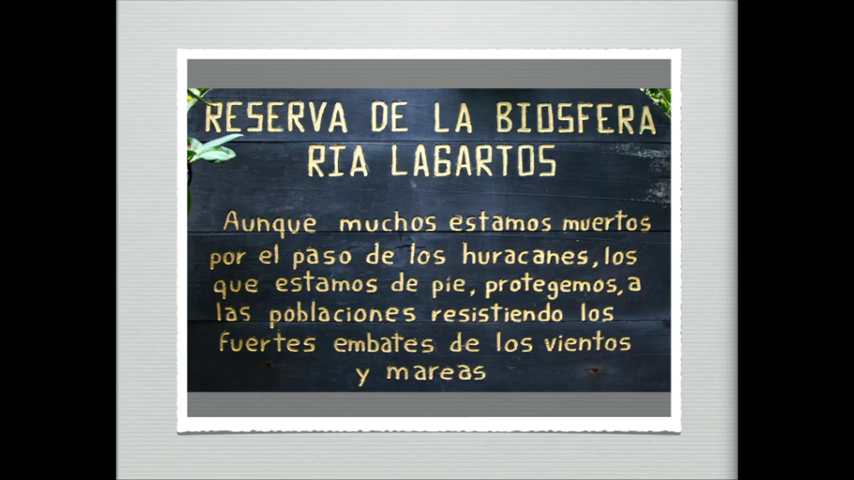 RESERVA DE LA BIOSFERA
RIA LAGARTOS
Aunque muchos estamos muertos
por el paso de los huracanes, los
que estamos de pie, protegemos, a
las poblaciones resistiendo los
fuertes embates de los vientos
y mareas